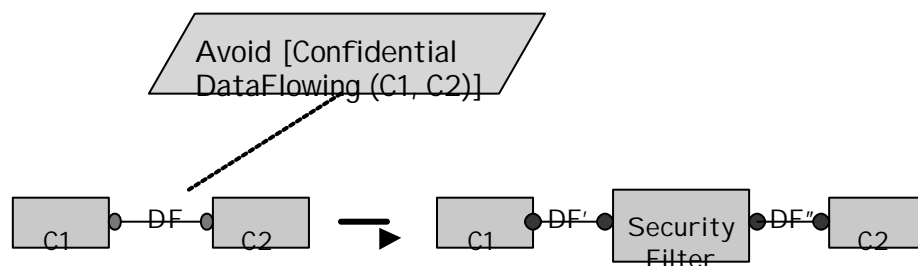 Avoid [Confidential
DataFlowing (C1, C2)]
C1 DF C2 C1 DF' Security DF" C2
Filter